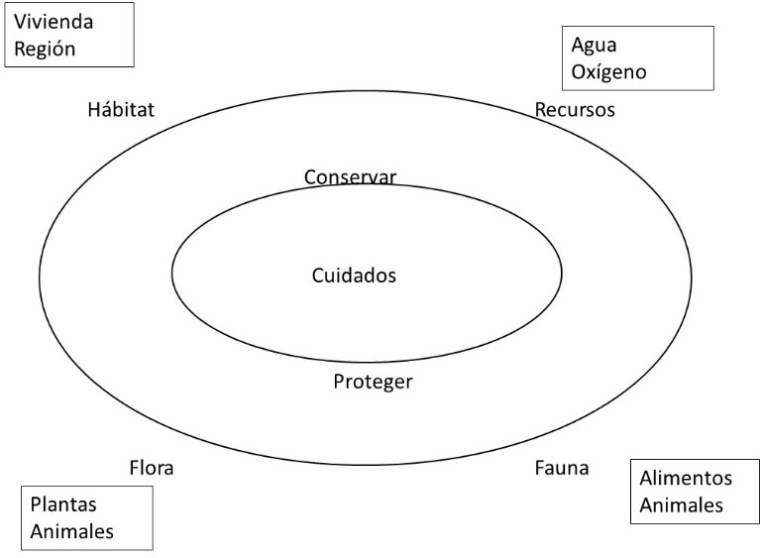 Vivienda
Región
Agua
Oxígeno
Hábitat
Recursos
Conservar
Cuidados
Proteger
Flora
Fauna
Plantas
Animales
Alimentos
Animales